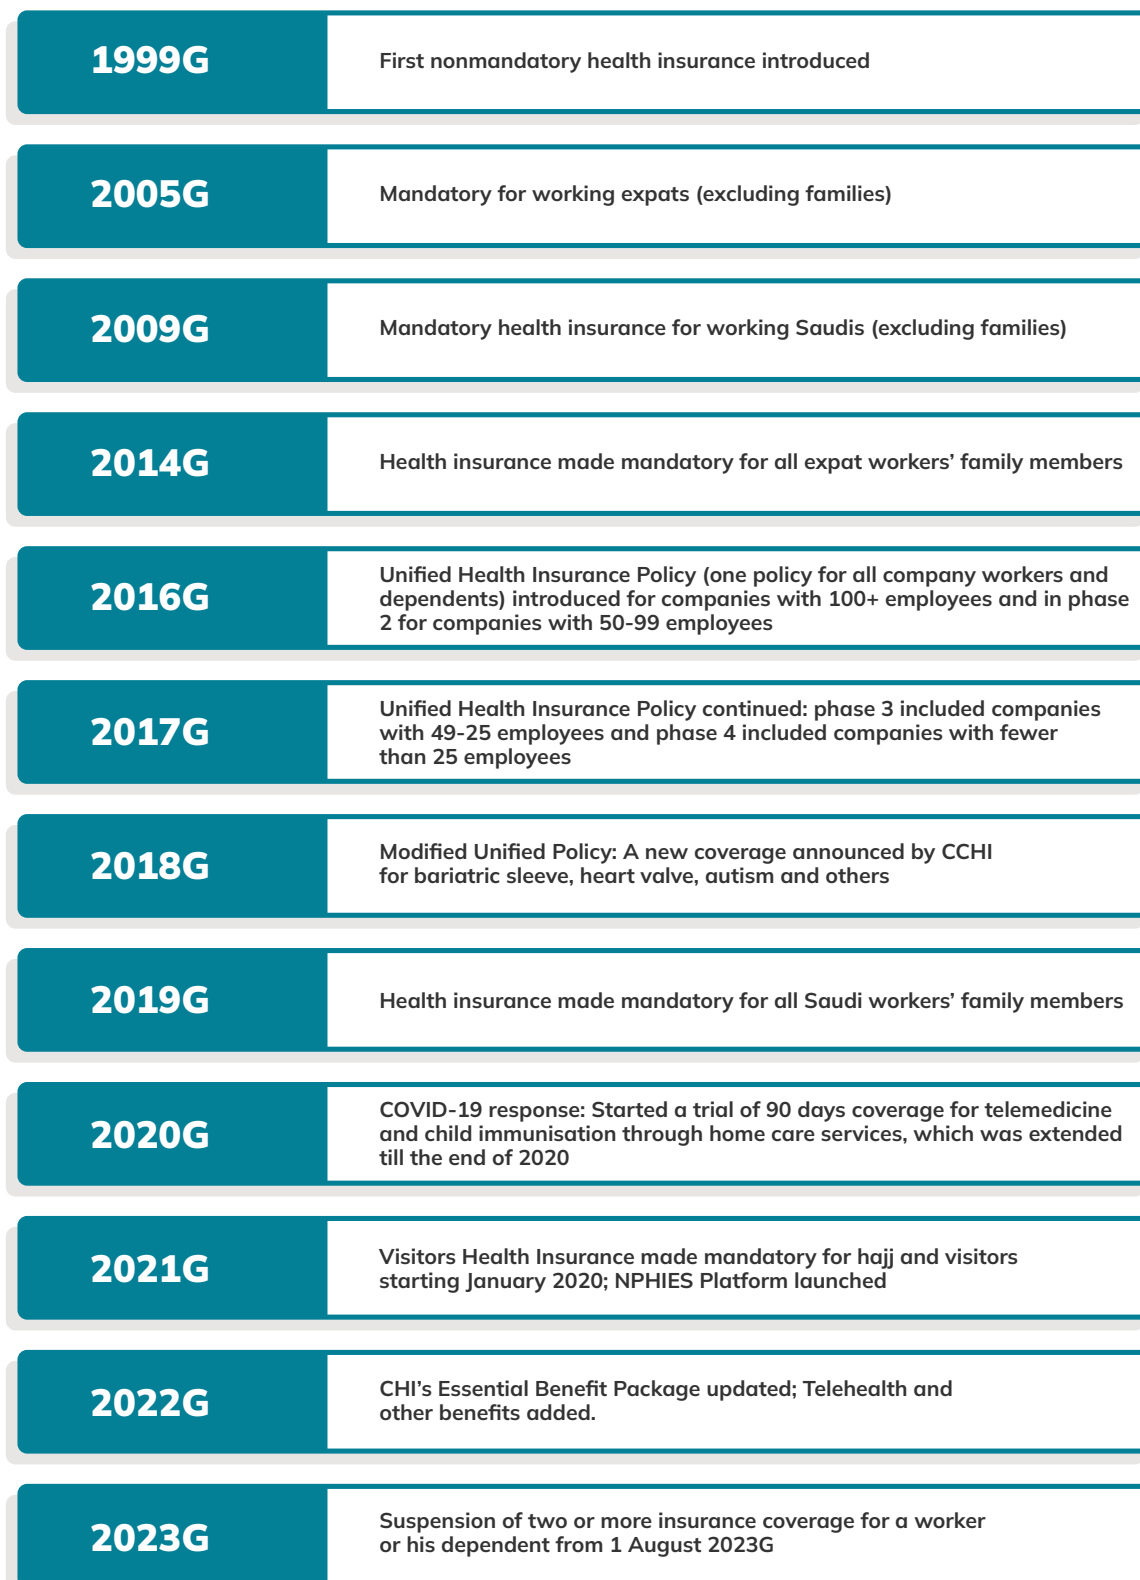 1999G
First nonmandatory health insurance introduced
2005G
Mandatory for working expats (excluding families)
2009G
Mandatory health insurance for working Saudis (excluding families)
2014G
Health insurance made mandatory for all expat workers’ family members
2016G
Unified Health Insurance Policy (one policy for all company workers and
dependents) introduced for companies with 100+ employees and in phase
2 for companies with 50-99 employees
2017G
Unified Health Insurance Policy continued: phase 3 included companies
with 49-25 employees and phase 4 included companies with fewer
than 25 employees
2018G
Modified Unified Policy: A new coverage announced by CCHI
for bariatric sleeve, heart valve, autism and others
2019G
Health insurance made mandatory for all Saudi workers’ family members
2020G
COVID-19 response: Started a trial of 90 days coverage for telemedicine
and child immunisation through home care services, which was extended
till the end of 2020
2021G
Visitors Health Insurance made mandatory for hajj and visitors
starting January 2020; NPHIES Platform launched
2022G
CHI’s Essential Benefit Package updated; Telehealth and
other benefits added.
2023G
Suspension of two or more insurance coverage for a worker
or his dependent from 1 August 2023G